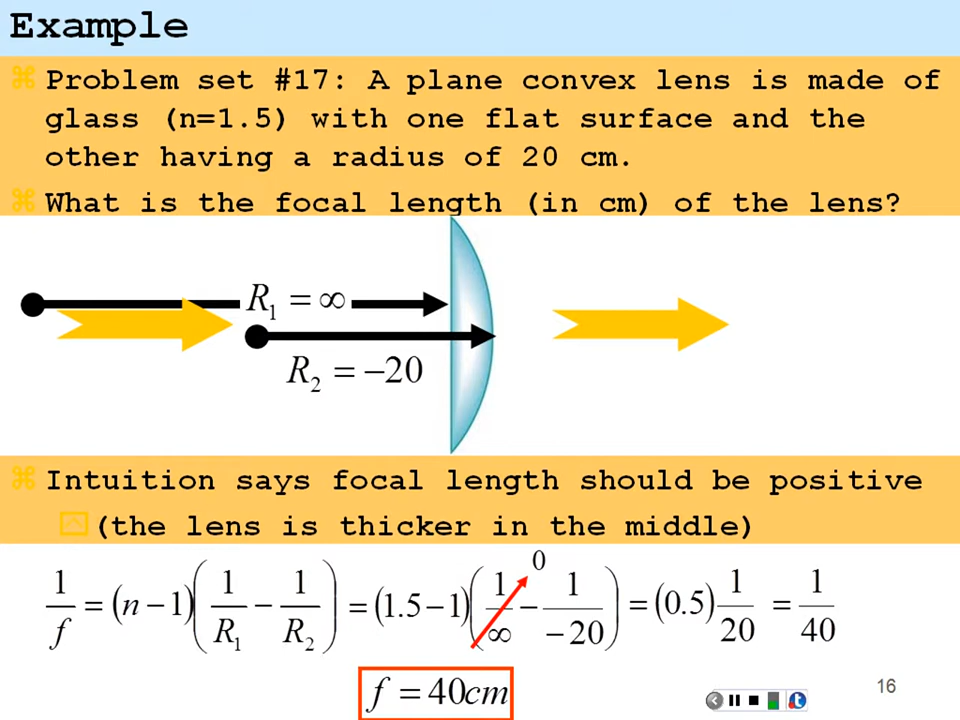 Example
Problem set #17: A plane convex lens is made of
glass (n=1.5) with one flat surface and the
other having a radius of 20 cm.
What is the focal length (in cm) of the lens?
R₁ = ∞
R₂ = −20
Intuition says focal length should be positive
(the lens is thicker in the middle)
1/f = (n − 1)(1/R₁ − 1/R₂) = (1.5 − 1)(1/∞ 0 − 1/−20) = (0.5) 1/20 = 1/40
f = 40cm
16